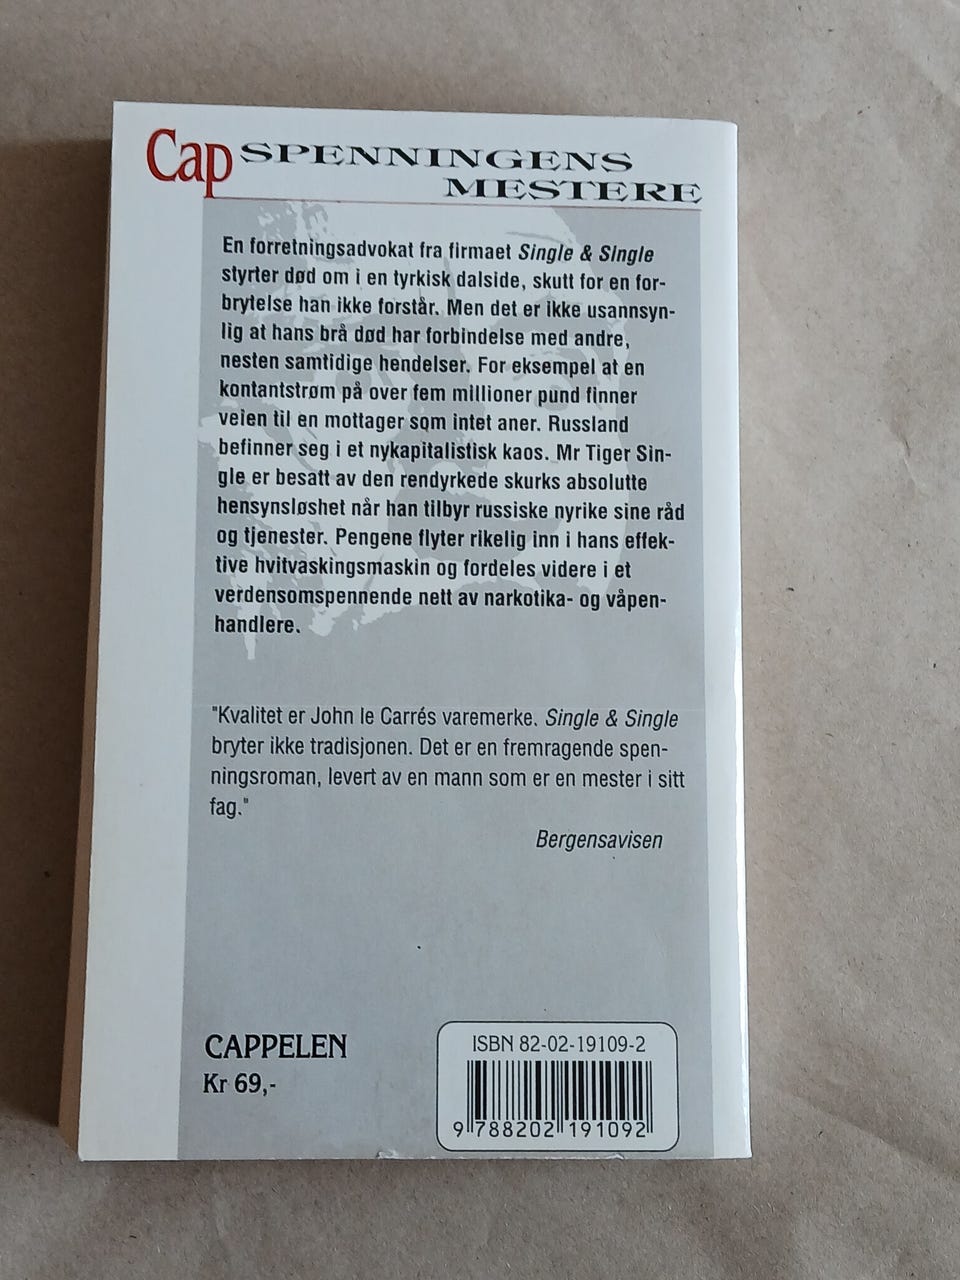 Cap SPENNINGENS
MESTERE
En forretningsadvokat fra firmaet Single & Single
styrter død om i en tyrkisk dalside, skutt for en for-
brytelse han ikke forstår. Men det er ikke usannsyn-
lig at hans brå død har forbindelse med andre,
nesten samtidige hendelser. For eksempel at en
kontantstrøm på over fem millioner pund finner
veien til en mottager som intet aner. Russland
befinner seg i et nykapitalistisk kaos. Mr Tiger Sin-
gle er besatt av den rendyrkede skurks absolutte
hensynsløshet når han tilbyr russiske nyrike sine råd
og tjenester. Pengene flyter rikelig inn i hans effek-
tive hvitvaskingsmaskin og fordeles videre i et
verdensomspennende nett av narkotika- og våpen-
handlere.
"Kvalitet er John le Carrés varemerke. Single & Single
bryter ikke tradisjonen. Det er en fremragende spen-
ningsroman, levert av en mann som er en mester i sitt
fag."
Bergensavisen
CAPPELEN
Kr 69,-
ISBN 82-02-19109-2
9 788202 191092